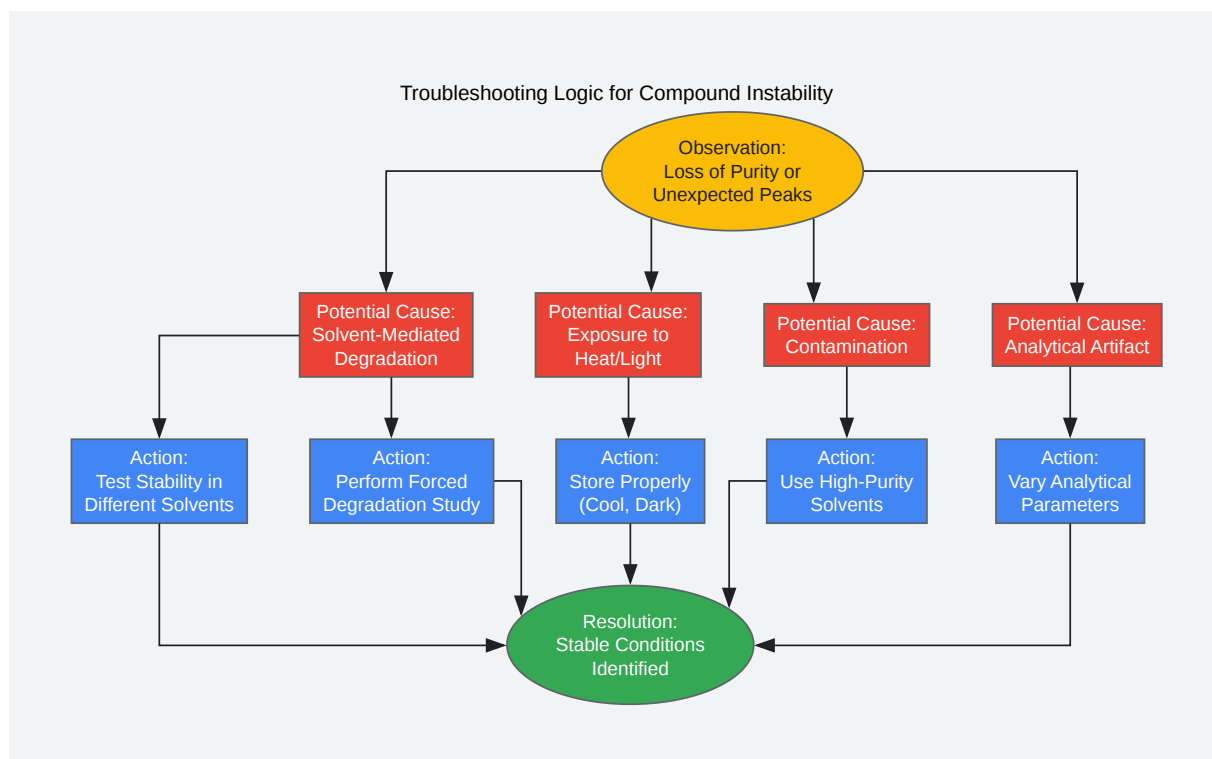 Troubleshooting Logic for Compound Instability
Observation:
Loss of Purity or
Unexpected Peaks
Potential Cause:
Solvent-Mediated
Degradation
Potential Cause:
Exposure to
Heat/Light
Potential Cause:
Contamination
Potential Cause:
Analytical Artifact
Action:
Test Stability in
Different Solvents
Action:
Perform Forced
Degradation Study
Action:
Store Properly
(Cool, Dark)
Action:
Use High-Purity
Solvents
Action:
Vary Analytical
Parameters
Resolution:
Stable Conditions
Identified